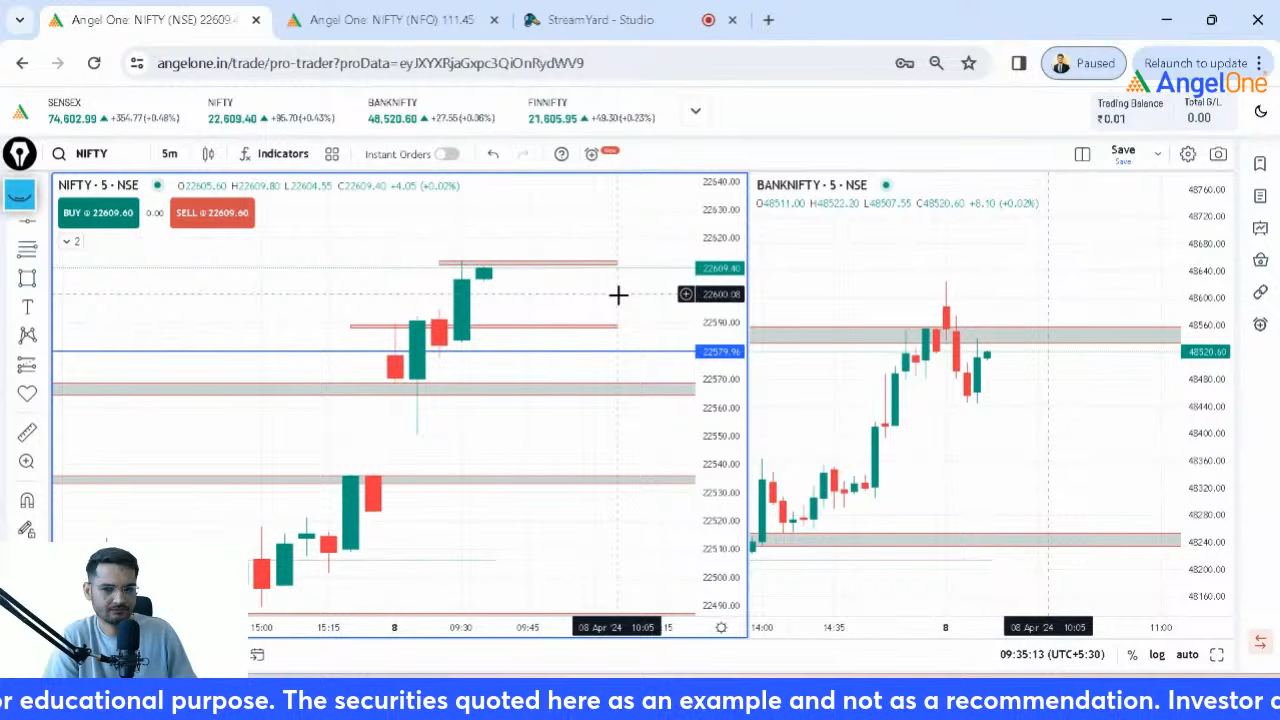 Angel One: NIFTY (NSE) 22609.4
Angel One: NIFTY (NFO) 111.45
StreamYard - Studio
angelone.in/trade/pro-trader?proData=eyJXYXRjaGxpc3QiOnRydWV9
Paused
Relaunch to update
AngelOne
SENSEX
74,602.99 +354.77(+0.48%)
NIFTY
22,609.40 +95.70(+0.43%)
BANKNIFTY
48,520.60 +27.55(+0.06%)
FINNIFTY
21,605.95 +49.30(+0.23%)
Trading Balance
₹0.01
Total G/L
0.00
NIFTY
5m
Indicators
Instant Orders
New
Save
Save
NIFTY · 5 · NSE
O22605.60 H22609.80 L22604.55 C22609.40 +4.05 (+0.02%)
BUY @ 22609.60
0.00
SELL @ 22609.60
2
22640.00
22630.00
22620.00
22609.40
22600.08
22590.00
22579.96
22570.00
22560.00
22550.00
22540.00
22530.00
22520.00
22510.00
22500.00
22490.00
15:00
15:15
8
09:30
09:45
08 Apr '24 10:05
:15
BANKNIFTY · 5 · NSE
O48511.00 H48522.20 L48507.55 C48520.60 +8.10 (+0.02%)
48760.00
48720.00
48680.00
48640.00
48600.00
48560.00
48520.60
48480.00
48440.00
48400.00
48360.00
48320.00
48280.00
48240.00
48200.00
48160.00
14:00
14:35
8
08 Apr '24 10:05
11:00
09:35:13 (UTC+5:30)
%
log
auto
or educational purpose. The securities quoted here as an example and not as a recommendation. Investor